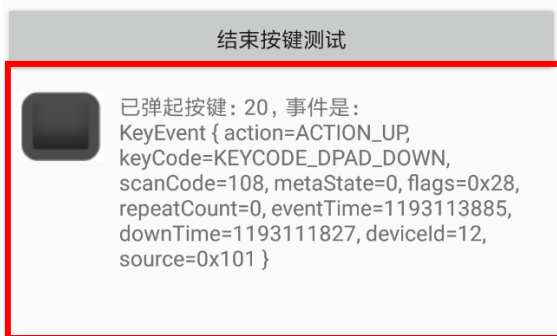 结束按键测试
已弹起按键：20，事件是：
KeyEvent { action=ACTION_UP,
keyCode=KEYCODE_DPAD_DOWN,
scanCode=108, metaState=0, flags=0x28,
repeatCount=0, eventTime=1193113885,
downTime=1193111827, deviceId=12,
source=0x101 }